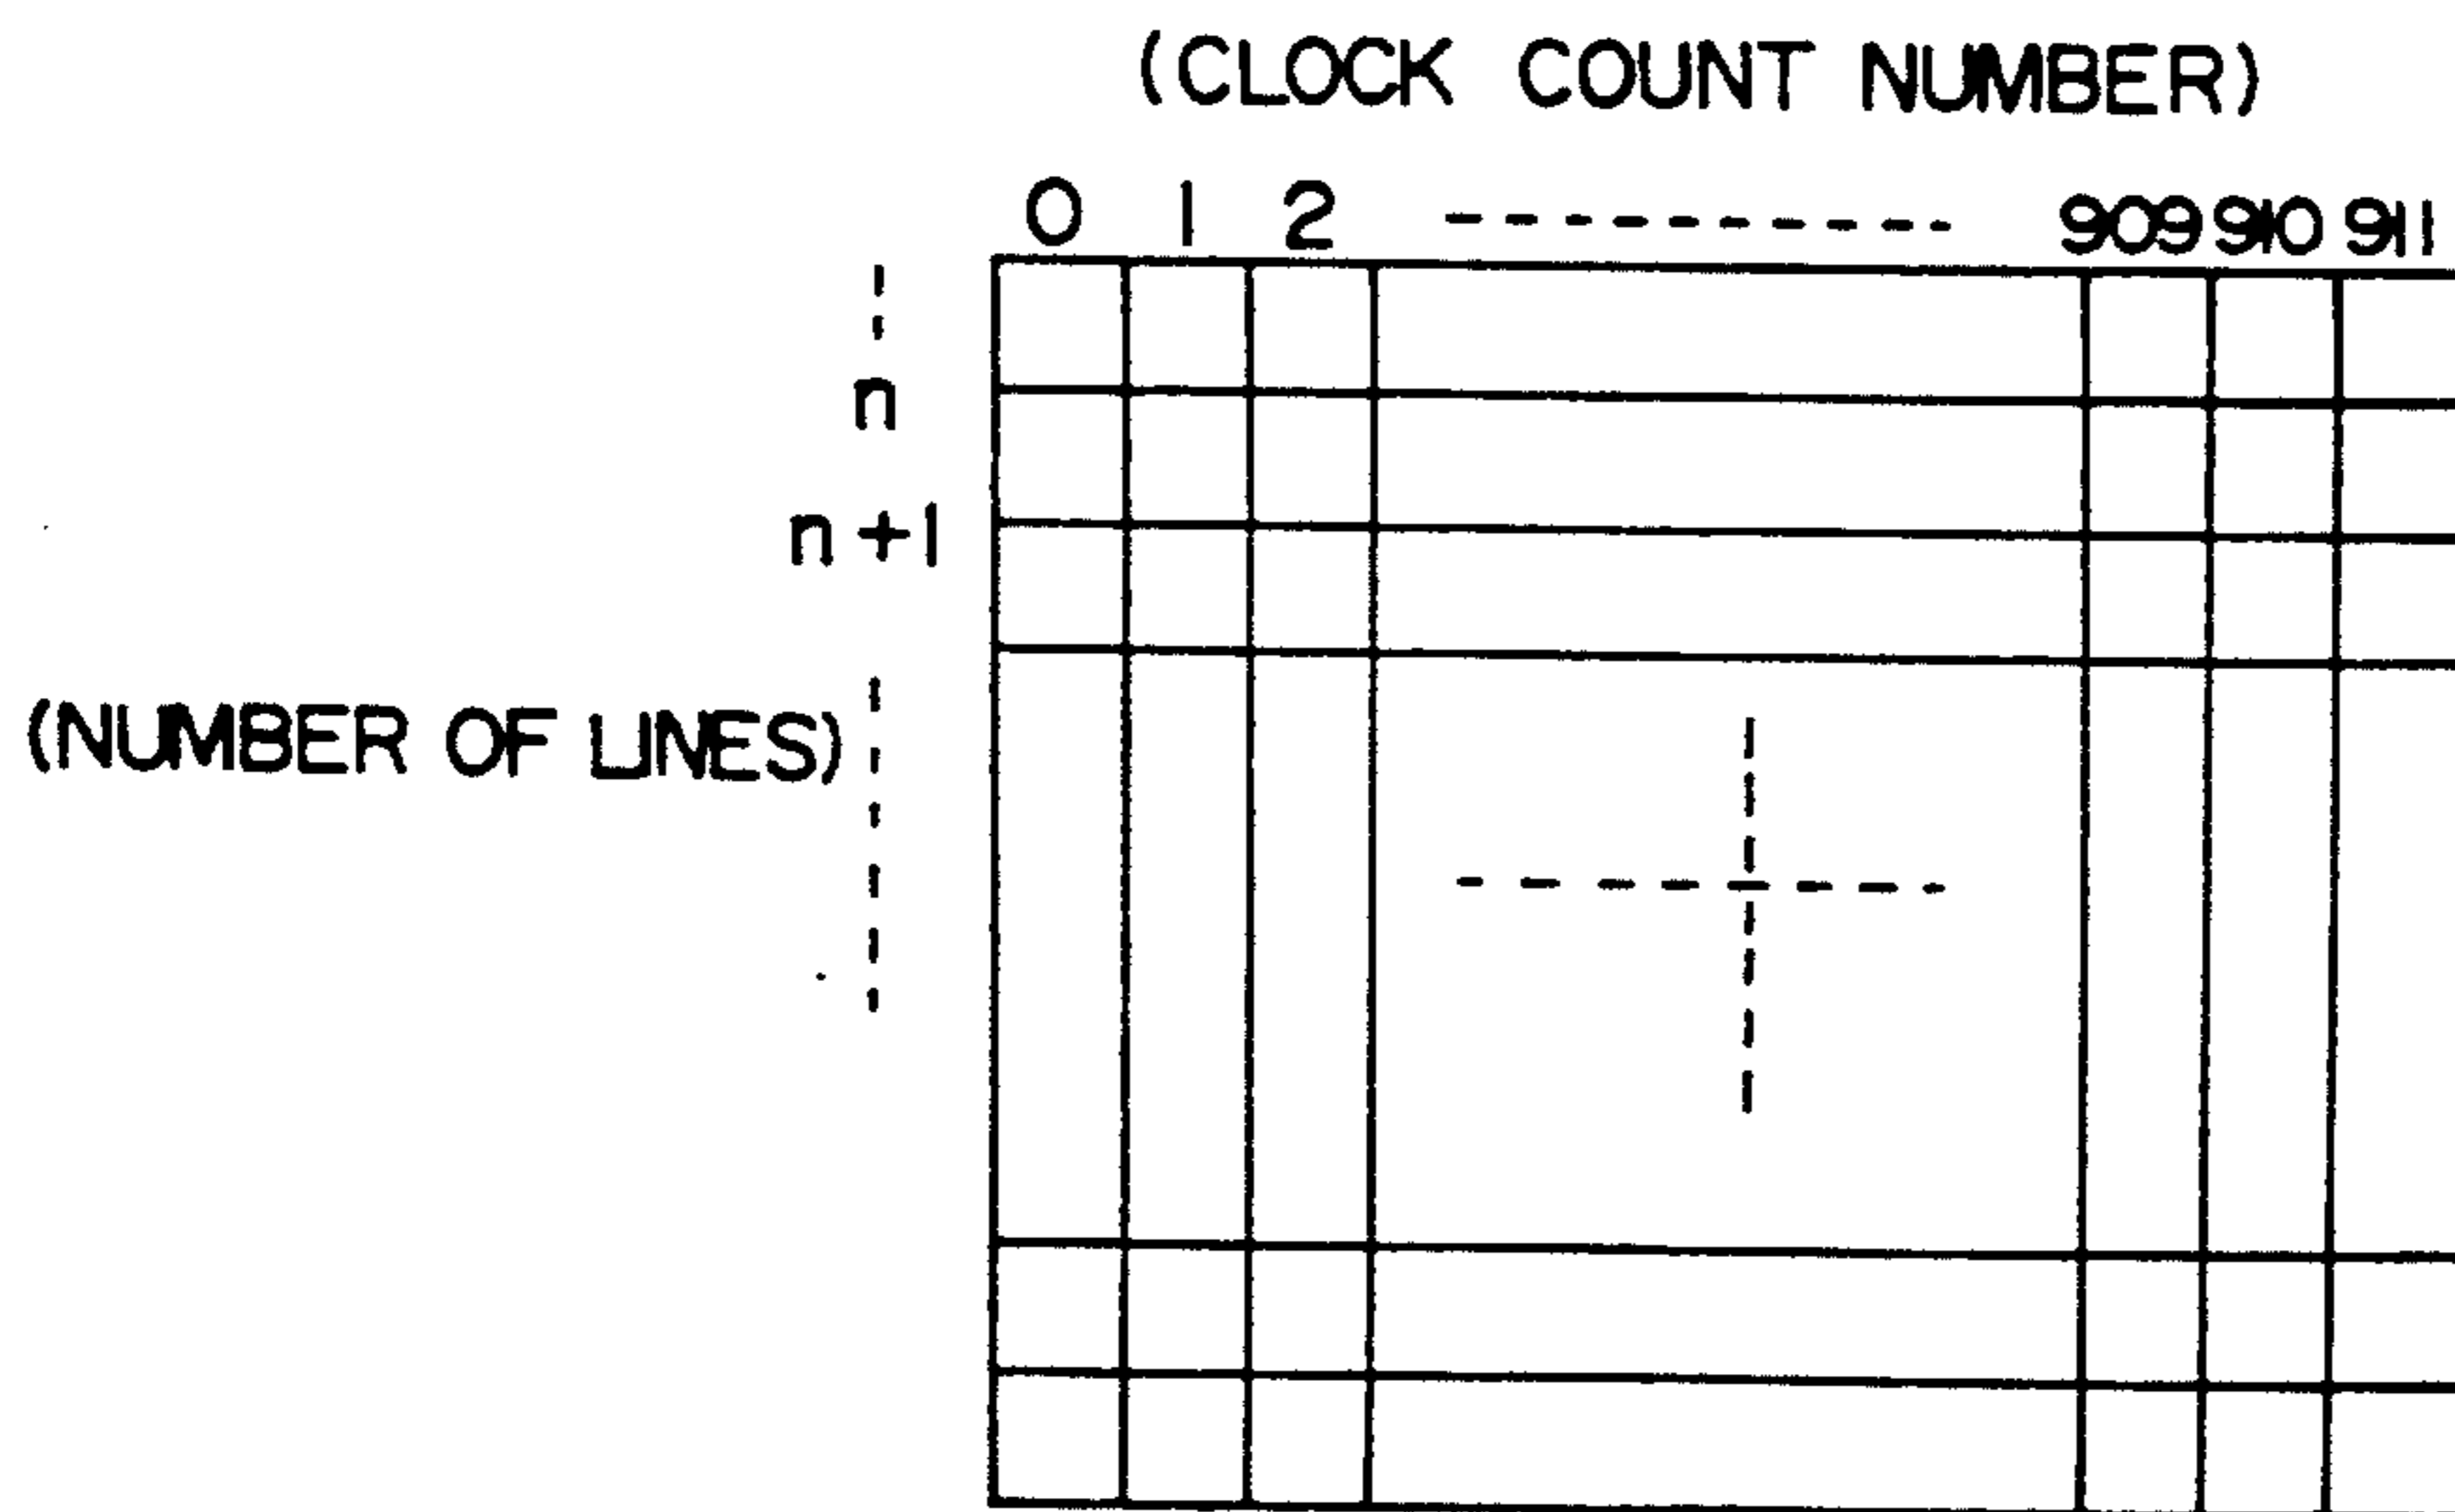 (CLOCK COUNT NUMBER)
0 1 2 --------- 909 910 911
n
n+1
(NUMBER OF LINES)